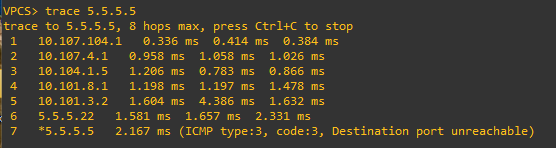 VPCS> trace 5.5.5.5
trace to 5.5.5.5, 8 hops max, press Ctrl+C to stop
1 10.107.104.1 0.336 ms 0.414 ms 0.384 ms
2 10.107.4.1 0.958 ms 1.058 ms 1.026 ms
3 10.104.1.5 1.206 ms 0.783 ms 0.866 ms
4 10.101.8.1 1.198 ms 1.197 ms 1.478 ms
5 10.101.3.2 1.604 ms 4.386 ms 1.632 ms
6 5.5.5.22 1.581 ms 1.657 ms 2.331 ms
7 *5.5.5.5 2.167 ms (ICMP type:3, code:3, Destination port unreachable)